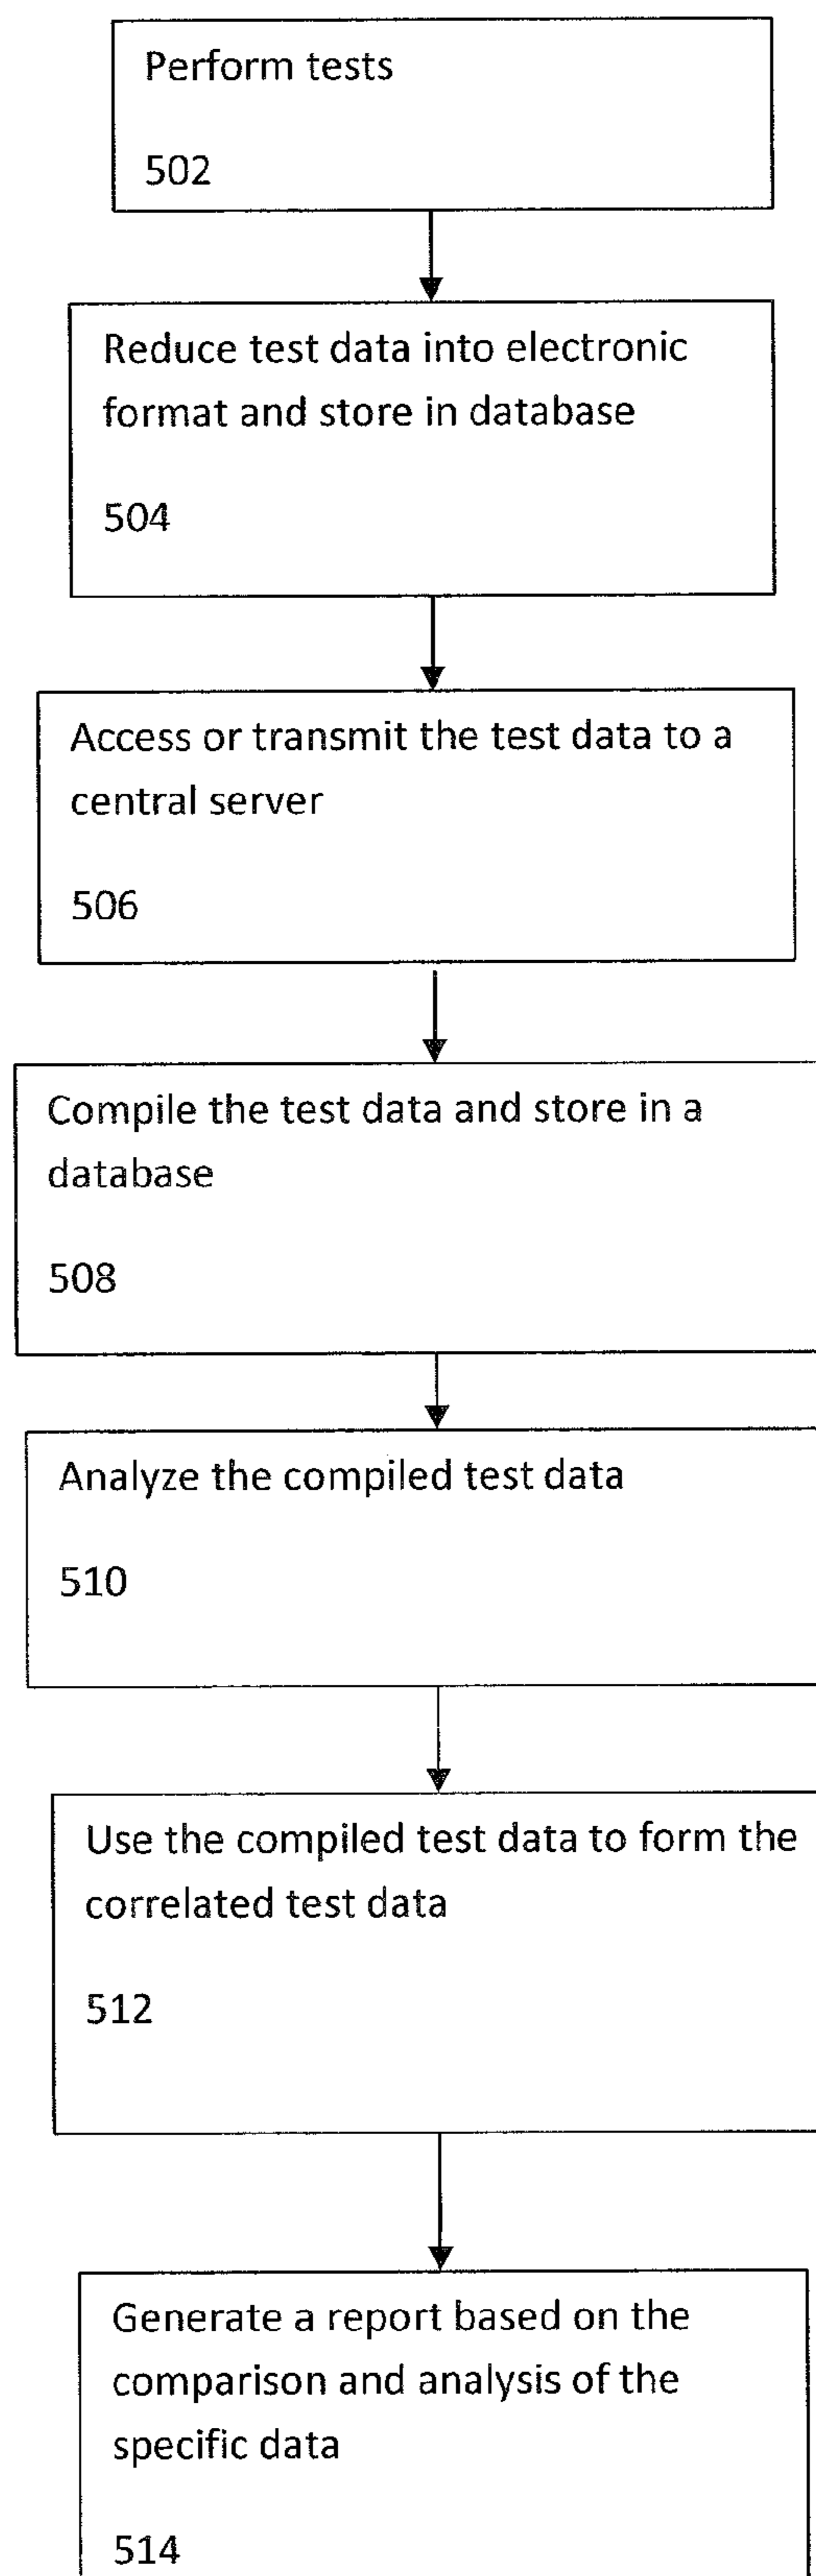 Perform tests
502
Reduce test data into electronic
format and store in database
504
Access or transmit the test data to a
central server
506
Compile the test data and store in a
database
508
Analyze the compiled test data
510
Use the compiled test data to form the
correlated test data
512
Generate a report based on the
comparison and analysis of the
specific data
514